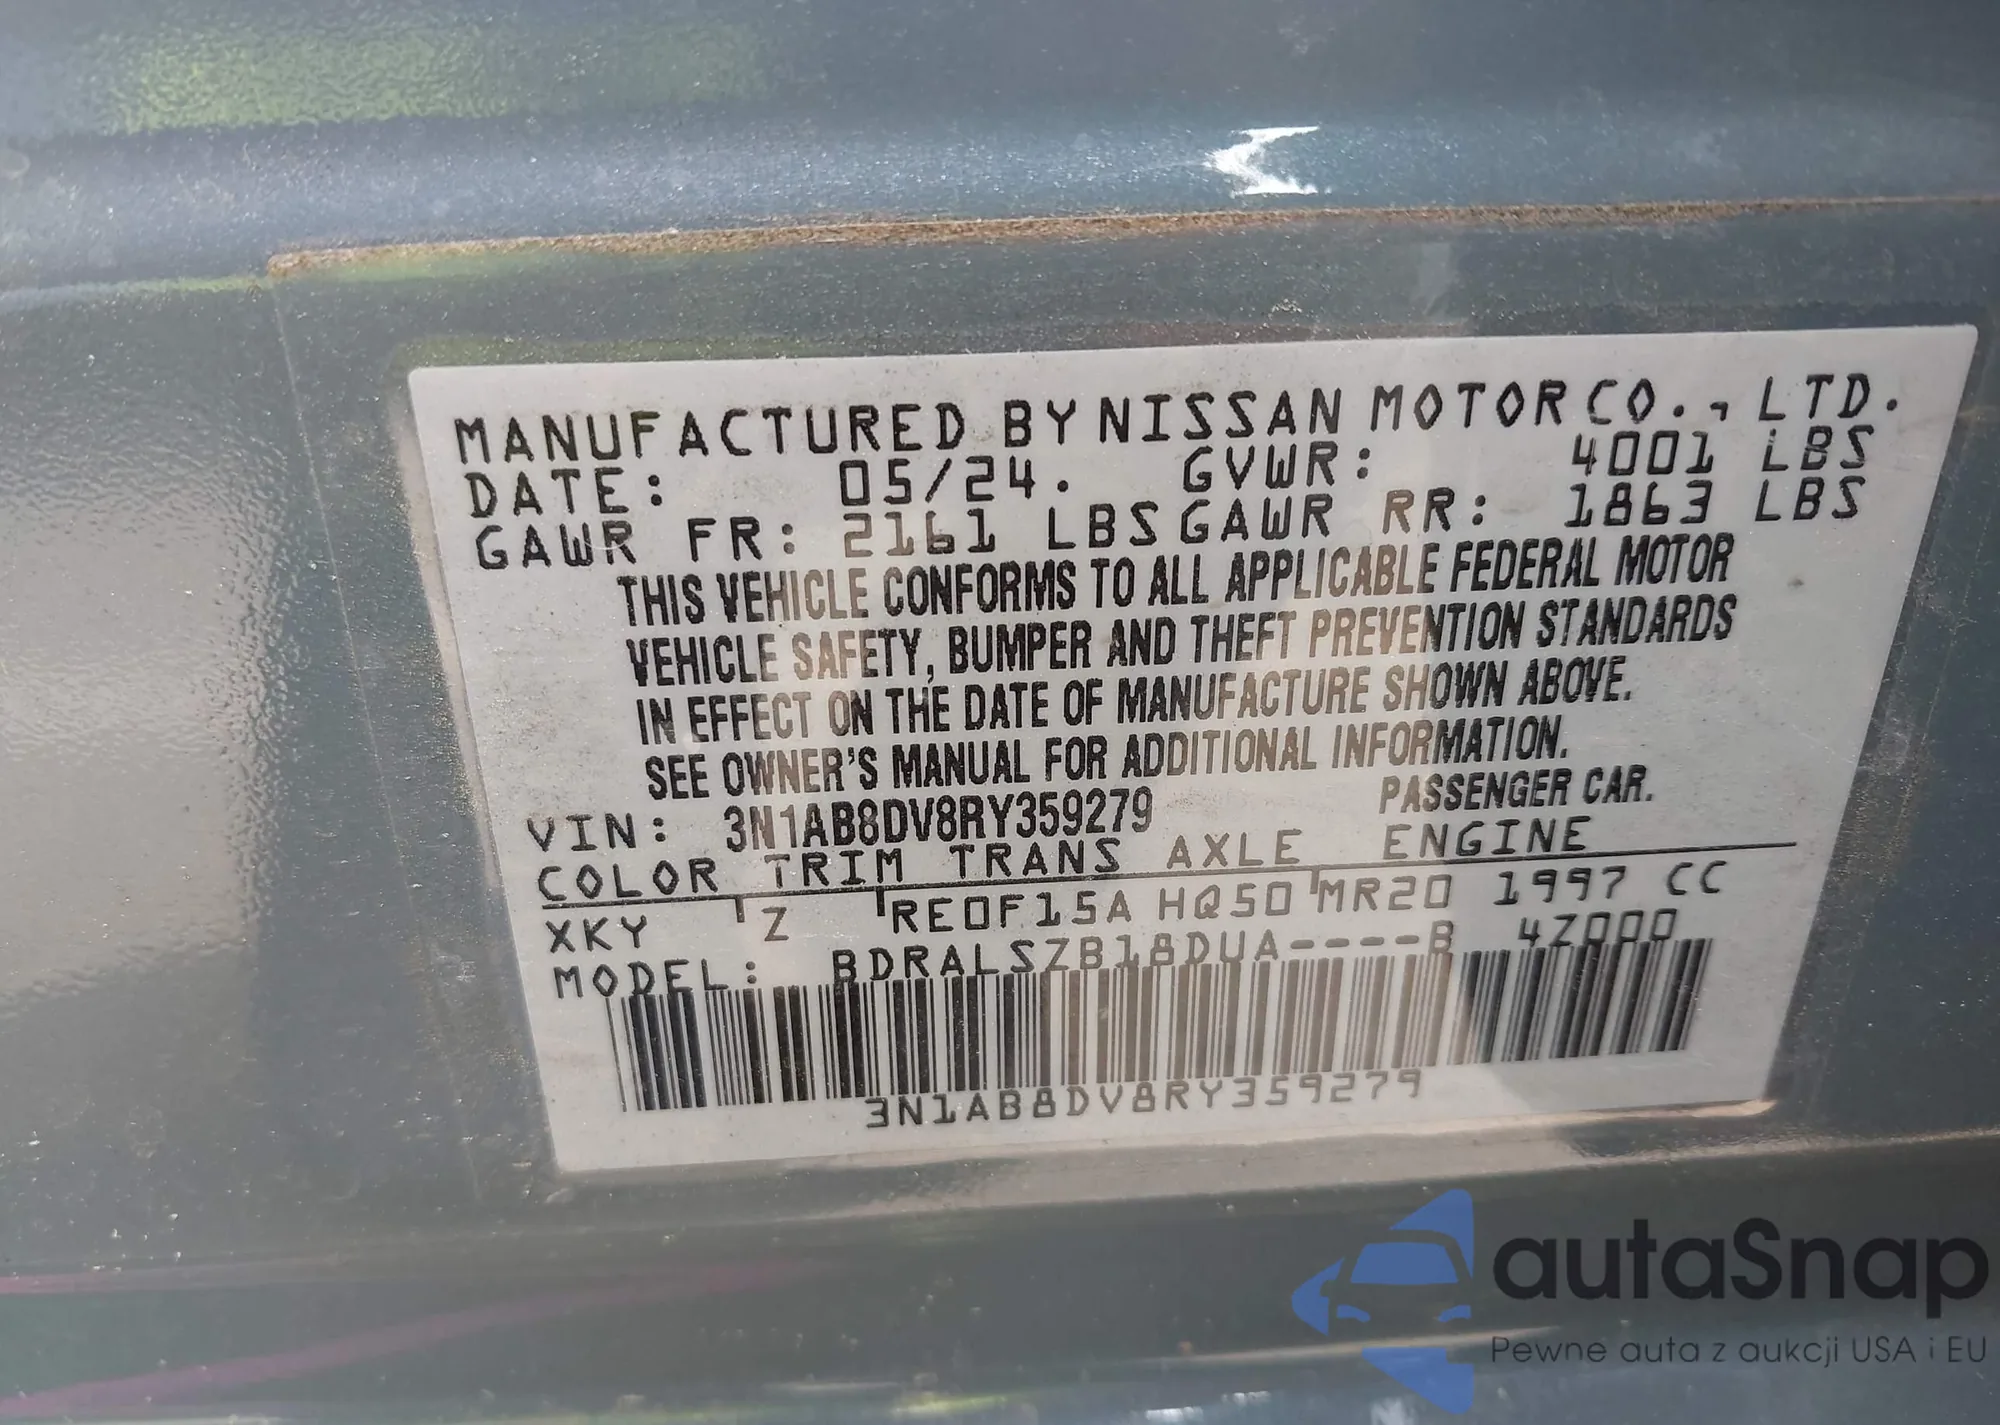 MANUFACTURED BY NISSAN MOTOR CO., LTD.
DATE: 05/24. GVWR: 4001 LBS
GAWR FR: 2161 LBS GAWR RR: 1863 LBS
THIS VEHICLE CONFORMS TO ALL APPLICABLE FEDERAL MOTOR
VEHICLE SAFETY, BUMPER AND THEFT PREVENTION STANDARDS
IN EFFECT ON THE DATE OF MANUFACTURE SHOWN ABOVE.
SEE OWNER'S MANUAL FOR ADDITIONAL INFORMATION.
VIN: 3N1AB8DV8RY359279 PASSENGER CAR.
COLOR TRIM TRANS AXLE ENGINE
XKY Z RE0F15A HQ50 MR20 1997 CC
MODEL: BDRALSZB18DUA----B 4Z000
3N1AB8DV8RY359279
autaSnap
Pewne auta z aukcji USA i EU